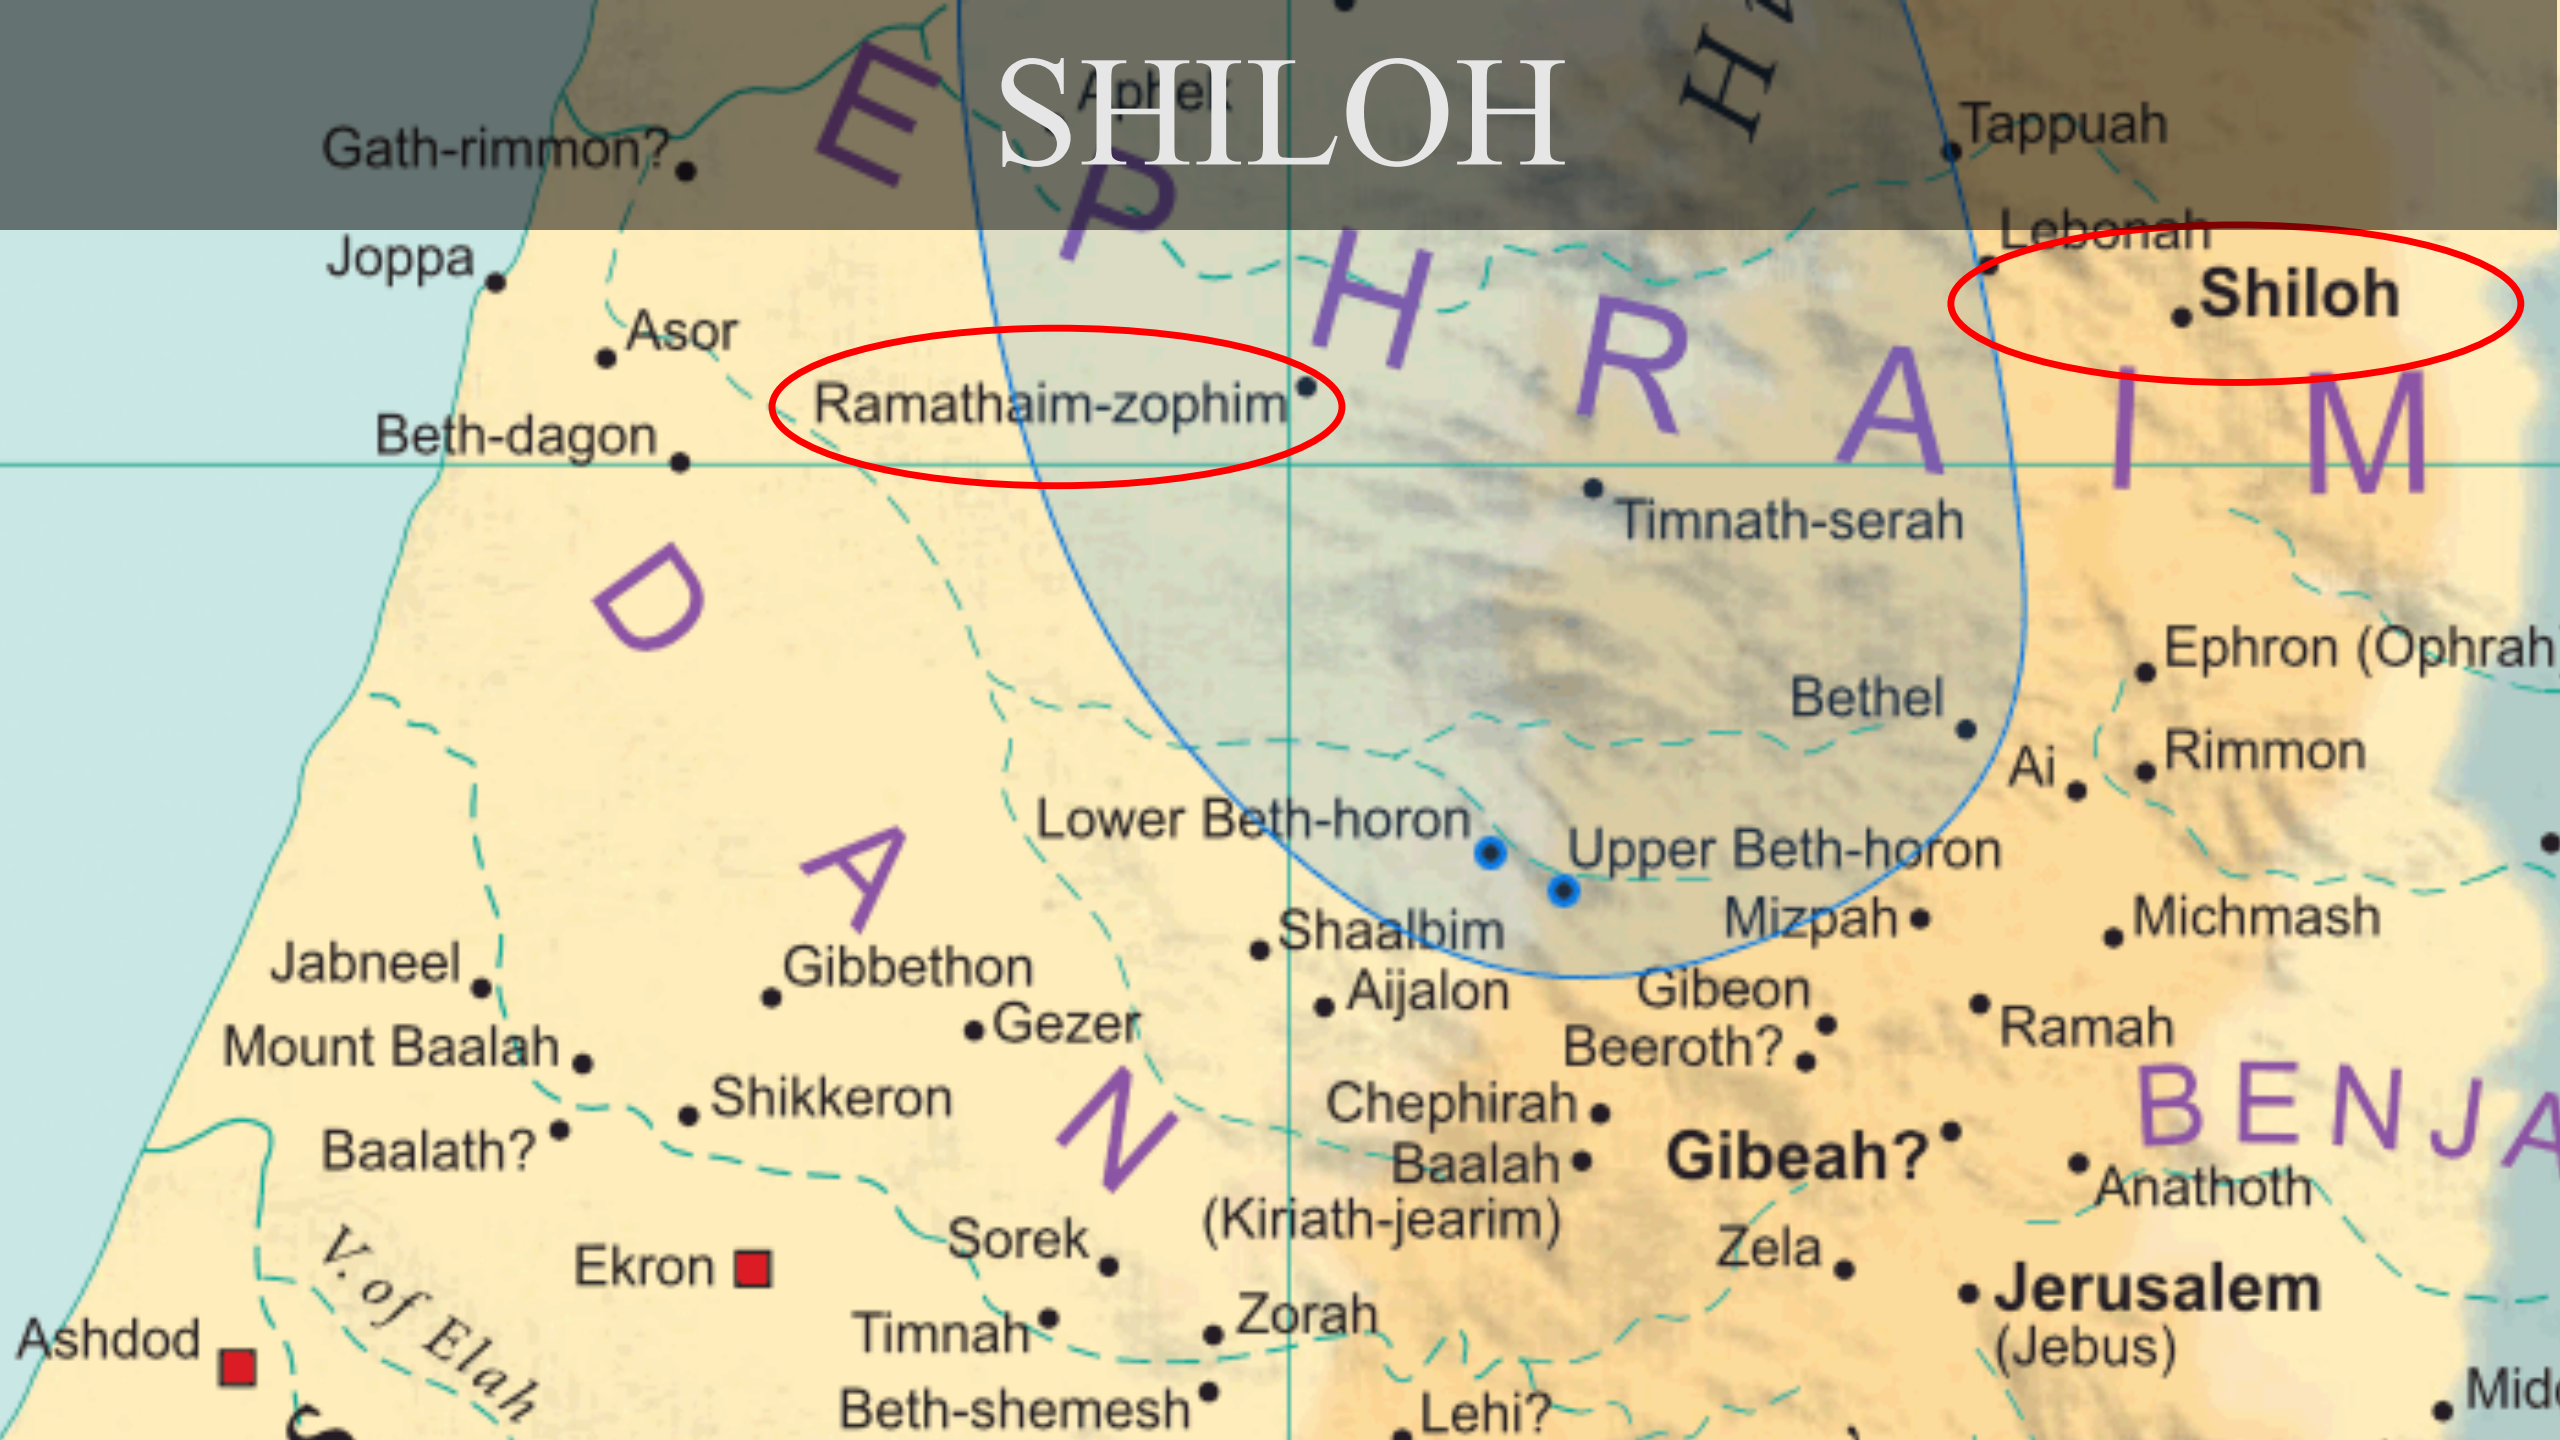 SHILOH
Aphek
Tappuah
Gath-rimmon?
Lebonah
Joppa
Shiloh
Asor
Ramathaim-zophim
Beth-dagon
EPHRAIM
Timnath-serah
DAN
Ephron (Ophrah
Bethel
Rimmon
Ai
Lower Beth-horon
Upper Beth-horon
Mizpah
Michmash
Shaalbim
Jabneel
Gibbethon
Aijalon
Gibeon
Gezer
Ramah
Mount Baalah
Beeroth?
Shikkeron
Chephirah
BENJA
Baalath?
Baalah
(Kiriath-jearim)
Gibeah?
Anathoth
Sorek
Zela
Ekron
V. of Elah
Jerusalem
(Jebus)
Timnah
Zorah
Ashdod
Beth-shemesh
Lehi?